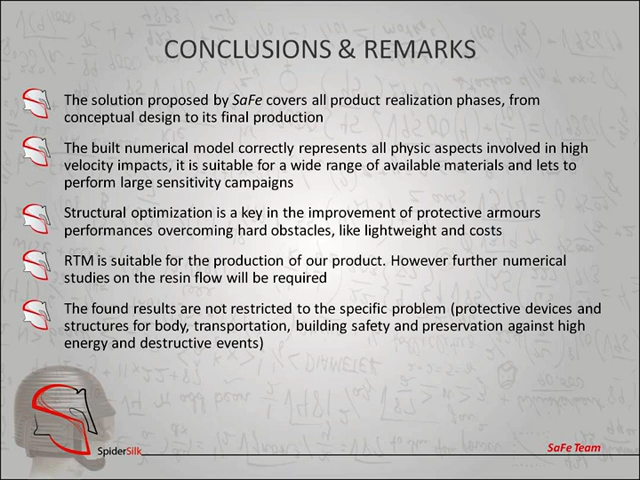 CONCLUSIONS & REMARKS
The solution proposed by SaFe covers all product realization phases, from
conceptual design to its final production
The built numerical model correctly represents all physic aspects involved in high
velocity impacts, it is suitable for a wide range of available materials and lets to
perform large sensitivity campaigns
Structural optimization is a key in the improvement of protective armours
performances overcoming hard obstacles, like lightweight and costs
RTM is suitable for the production of our product. However further numerical
studies on the resin flow will be required
The found results are not restricted to the specific problem (protective devices and
structures for body, transportation, building safety and preservation against high
energy and destructive events)
DIAMETER
SpiderSilk
SaFe Team